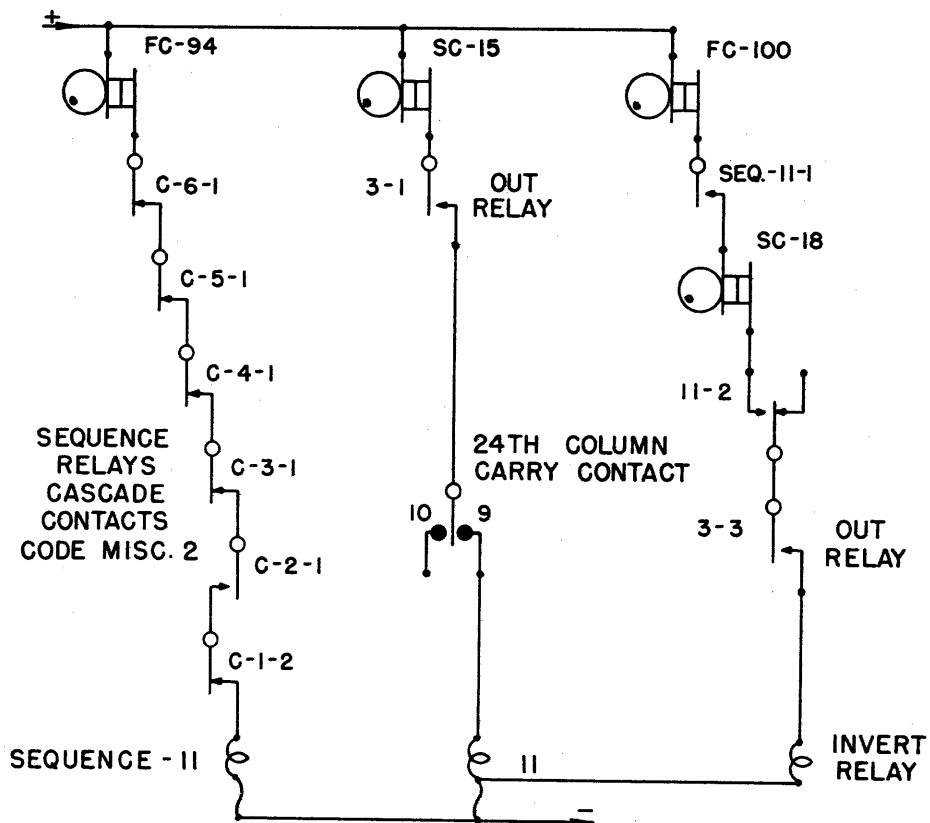 +
FC-94
SC-15
FC-100
C-6-1
3-1
OUT
RELAY
SEQ.-11-1
SC-18
C-5-1
C-4-1
11-2
SEQUENCE
RELAYS
CASCADE
CONTACTS
CODE MISC. 2
C-3-1
24TH COLUMN
CARRY CONTACT
10
9
3-3
OUT
RELAY
C-2-1
C-1-2
SEQUENCE - 11
11
INVERT
RELAY
−